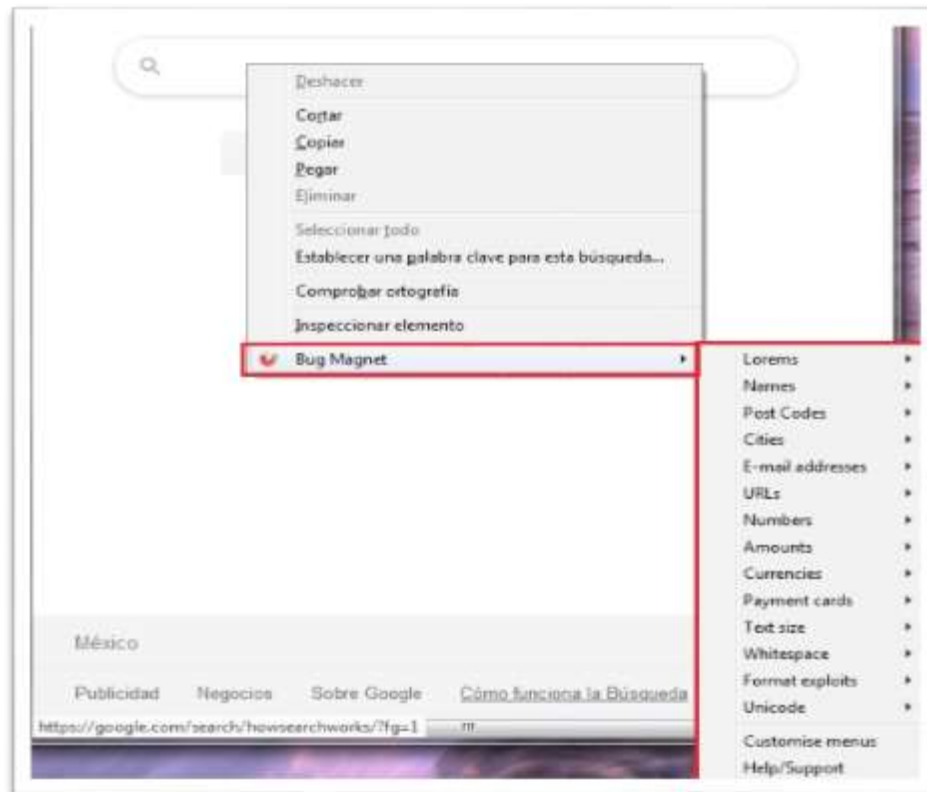 Deshacer
Cortar
Copiar
Pegar
Eliminar
Seleccionar todo
Establecer una palabra clave para esta búsqueda...
Comprobar ortografía
Inspeccionar elemento
Bug Magnet
Lorems
Names
Post Codes
Cities
E-mail addresses
URLs
Numbers
Amounts
Currencies
Payment cards
Text size
Whitespace
Format exploits
Unicode
Customise menus
Help/Support
México
Publicidad Negocios Sobre Google Cómo funciona la Búsqueda
https://google.com/search/howsearchworks/?fg=1